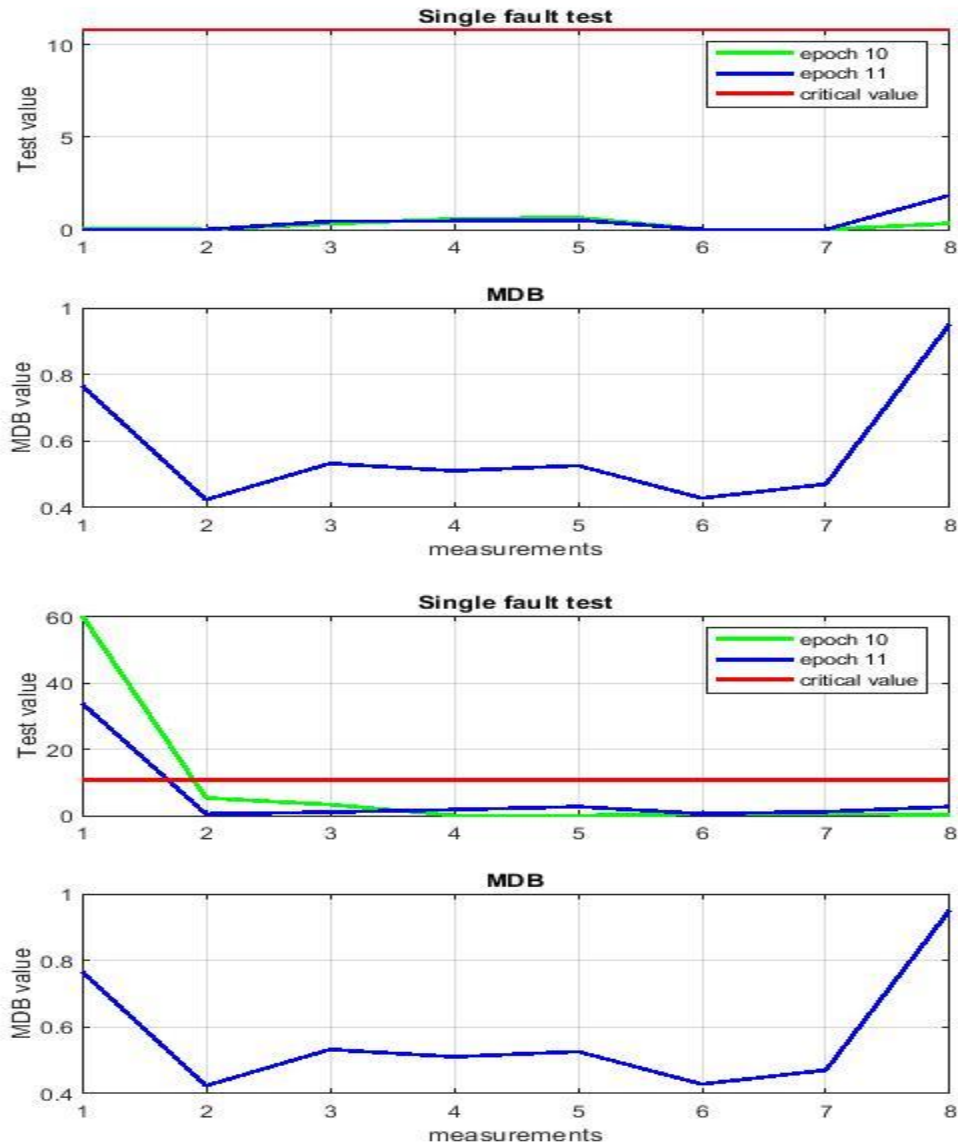 Single fault test
10
5
0
Test value
epoch 10
epoch 11
critical value
1 2 3 4 5 6 7 8
MDB
1
0.8
0.6
0.4
MDB value
1 2 3 4 5 6 7 8
measurements
Single fault test
60
40
20
0
Test value
epoch 10
epoch 11
critical value
1 2 3 4 5 6 7 8
MDB
1
0.8
0.6
0.4
MDB value
1 2 3 4 5 6 7 8
measurements